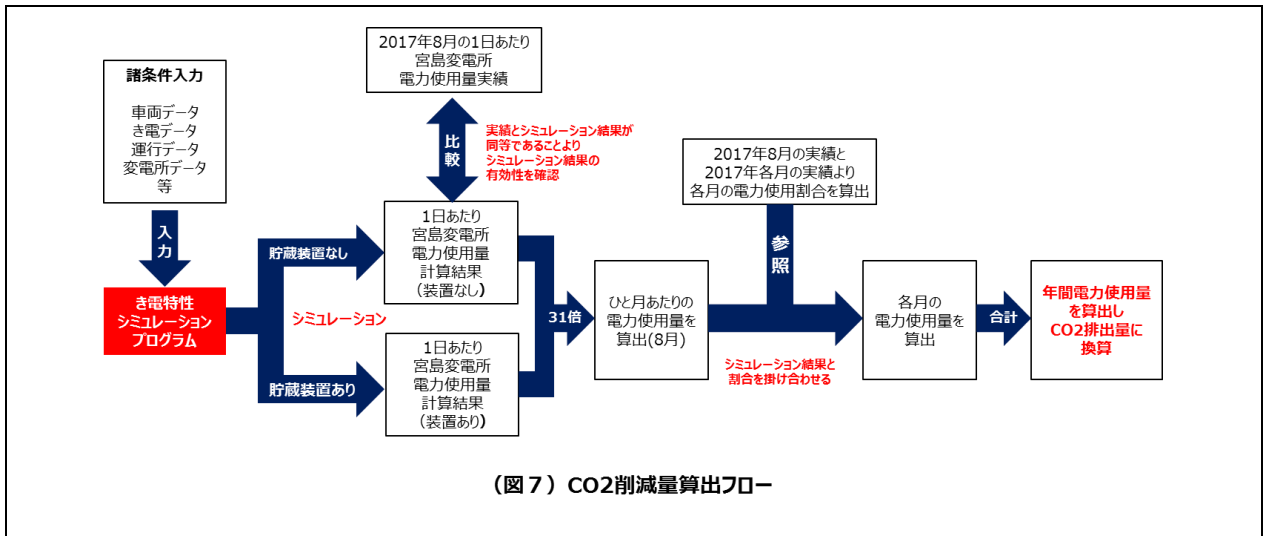 諸条件入力
車両データ
き電データ
運行データ
変電所データ
等
入力
き電特性
シミュレーション
プログラム
貯蔵装置なし
シミュレーション
貯蔵装置あり
2017年8月の1日あたり
宮島変電所
電力使用量実績
比較
実績とシミュレーション結果が
同等であることより
シミュレーション結果の
有効性を確認
1日あたり
宮島変電所
電力使用量
計算結果
(装置なし)
1日あたり
宮島変電所
電力使用量
計算結果
(装置あり)
31倍
ひと月あたりの
電力使用量を
算出(8月)
2017年8月の実績と
2017年各月の実績より
各月の電力使用割合を算出
参照
シミュレーション結果と
割合を掛け合わせる
各月の
電力使用量を
算出
合計
年間電力使用量
を算出し
CO2排出量に
換算
(図7)CO2削減量算出フロー